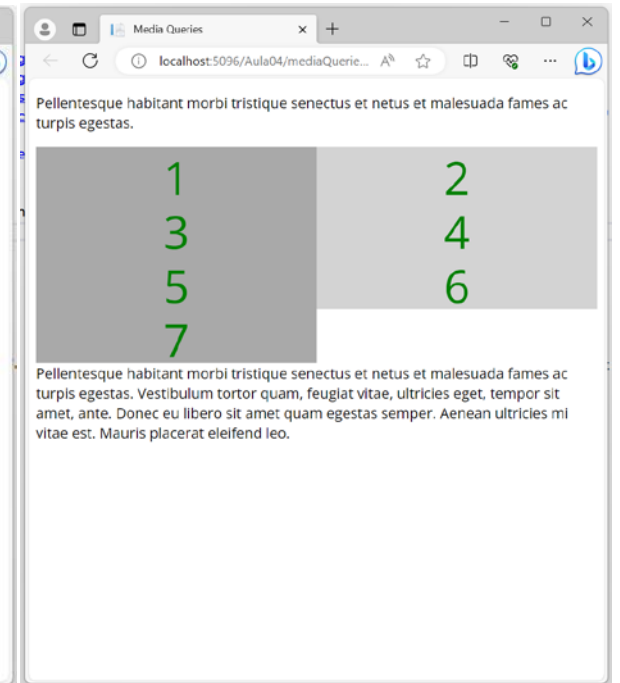 Media Queries
localhost:5096/Aula04/mediaQuerie...
Pellentesque habitant morbi tristique senectus et netus et malesuada fames ac
turpis egestas.
1 2
3 4
5 6
7
Pellentesque habitant morbi tristique senectus et netus et malesuada fames ac
turpis egestas. Vestibulum tortor quam, feugiat vitae, ultricies eget, tempor sit
amet, ante. Donec eu libero sit amet quam egestas semper. Aenean ultricies mi
vitae est. Mauris placerat eleifend leo.